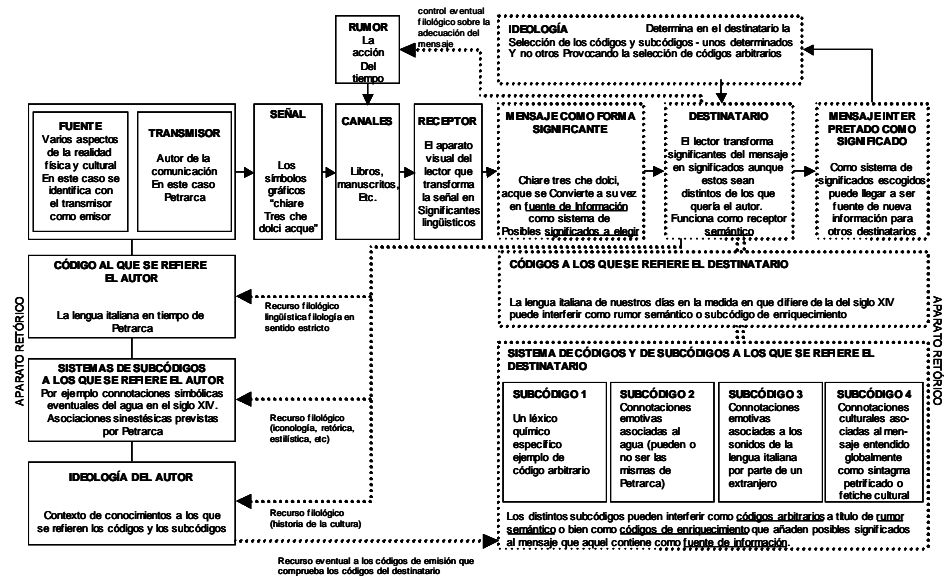 control eventual
filológico sobre la
adecuación del
mensaje
RUMOR
La
acción
Del
tiempo
IDEOLOGÍA Determina en el destinatario la
Selección de los códigos y subcódigos - unos determinados
Y no otros Provocando la selección de códigos arbitrarios
FUENTE
Varios aspectos
de la realidad
física y cultural
En este caso se
identifica con
el transmisor
como emisor
TRANSMISOR
Autor de la
comunicación
En este caso
Petrarca
SEÑAL
Los
símbolos
gráficos
"chiare
Tres che
dolci acque"
CANALES
Libros,
manuscritos,
Etc.
RECEPTOR
El aparato
visual del
lector que
transforma
la señal en
Significantes
lingüísticos
MENSAJE COMO FORMA
SIGNIFICANTE
Chiare tres che dolci,
acque se Convierte a su vez
en fuente de Información
como sistema de
Posibles significados a elegir
DESTINATARIO
El lector transforma
significantes del mensaje
en significados aunque
estos sean
distintos de los que
quería el autor.
Funciona como receptor
semántico
MENSAJE INTER
PRETADO COMO
SIGNIFICADO
Como sistema de
significados escogidos
puede llegar a ser
fuente de nueva
información para
otros destinatarios
APARATO RETÓRICO
CÓDIGO AL QUE SE REFIERE
EL AUTOR
La lengua italiana en tiempo de
Petrarca
Recurso filológico
lingüística filología en
sentido estricto
CÓDIGOS A LOS QUE SE REFIERE EL DESTINATARIO
La lengua italiana de nuestros días en la medida en que difiere de la del siglo XIV
puede interferir como rumor semántico o subcódigo de enriquecimiento
APARATO RETÓRICO
SISTEMAS DE SUBCÓDIGOS
A LOS QUE SE REFIERE EL AUTOR
Por ejemplo connotaciones simbólicas
eventuales del agua en el siglo XIV.
Asociaciones sinestésicas previstas
por Petrarca
Recurso filológico
(iconología, retórica,
estilística, etc)
SISTEMA DE CÓDIGOS Y DE SUBCÓDIGOS A LOS QUE SE REFIERE EL
DESTINATARIO
SUBCÓDIGO 1
Un léxico
químico
específico
ejemplo de
código arbitrario
SUBCÓDIGO 2
Connotaciones
emotivas
asociadas al
agua (pueden o
no ser las
mismas de
Petrarca)
SUBCÓDIGO 3
Connotaciones
emotivas
asociadas a los
sonidos de la
lengua italiana
por parte de un
extranjero
SUBCÓDIGO 4
Connotaciones
culturales aso-
ciadas al men-
saje entendido
globalmente
como sintagma
petrificado o
fetiche cultural
IDEOLOGÍA DEL AUTOR
Contexto de conocimientos a los que
se refieren los códigos y los subcódigos
Recurso filológico
(historia de la cultura)
Los distintos subcódigos pueden interferir como códigos arbitrarios a título de rumor
semántico o bien como códigos de enriquecimiento que añaden posibles significados
al mensaje que aquel contiene como fuente de información.
Recurso eventual a los códigos de emisión que
comprueba los códigos del destinatario